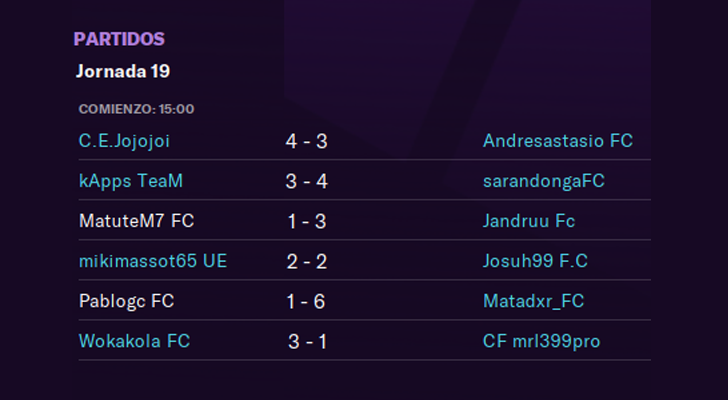 PARTIDOS
Jornada 19
COMIENZO: 15:00
C.E.Jojojoi 4 - 3 Andresastasio FC
kApps TeaM 3 - 4 sarandongaFC
MatuteM7 FC 1 - 3 Jandruu Fc
mikimassot65 UE 2 - 2 Josuh99 F.C
Pablogc FC 1 - 6 Matadxr_FC
Wokakola FC 3 - 1 CF mrl399pro